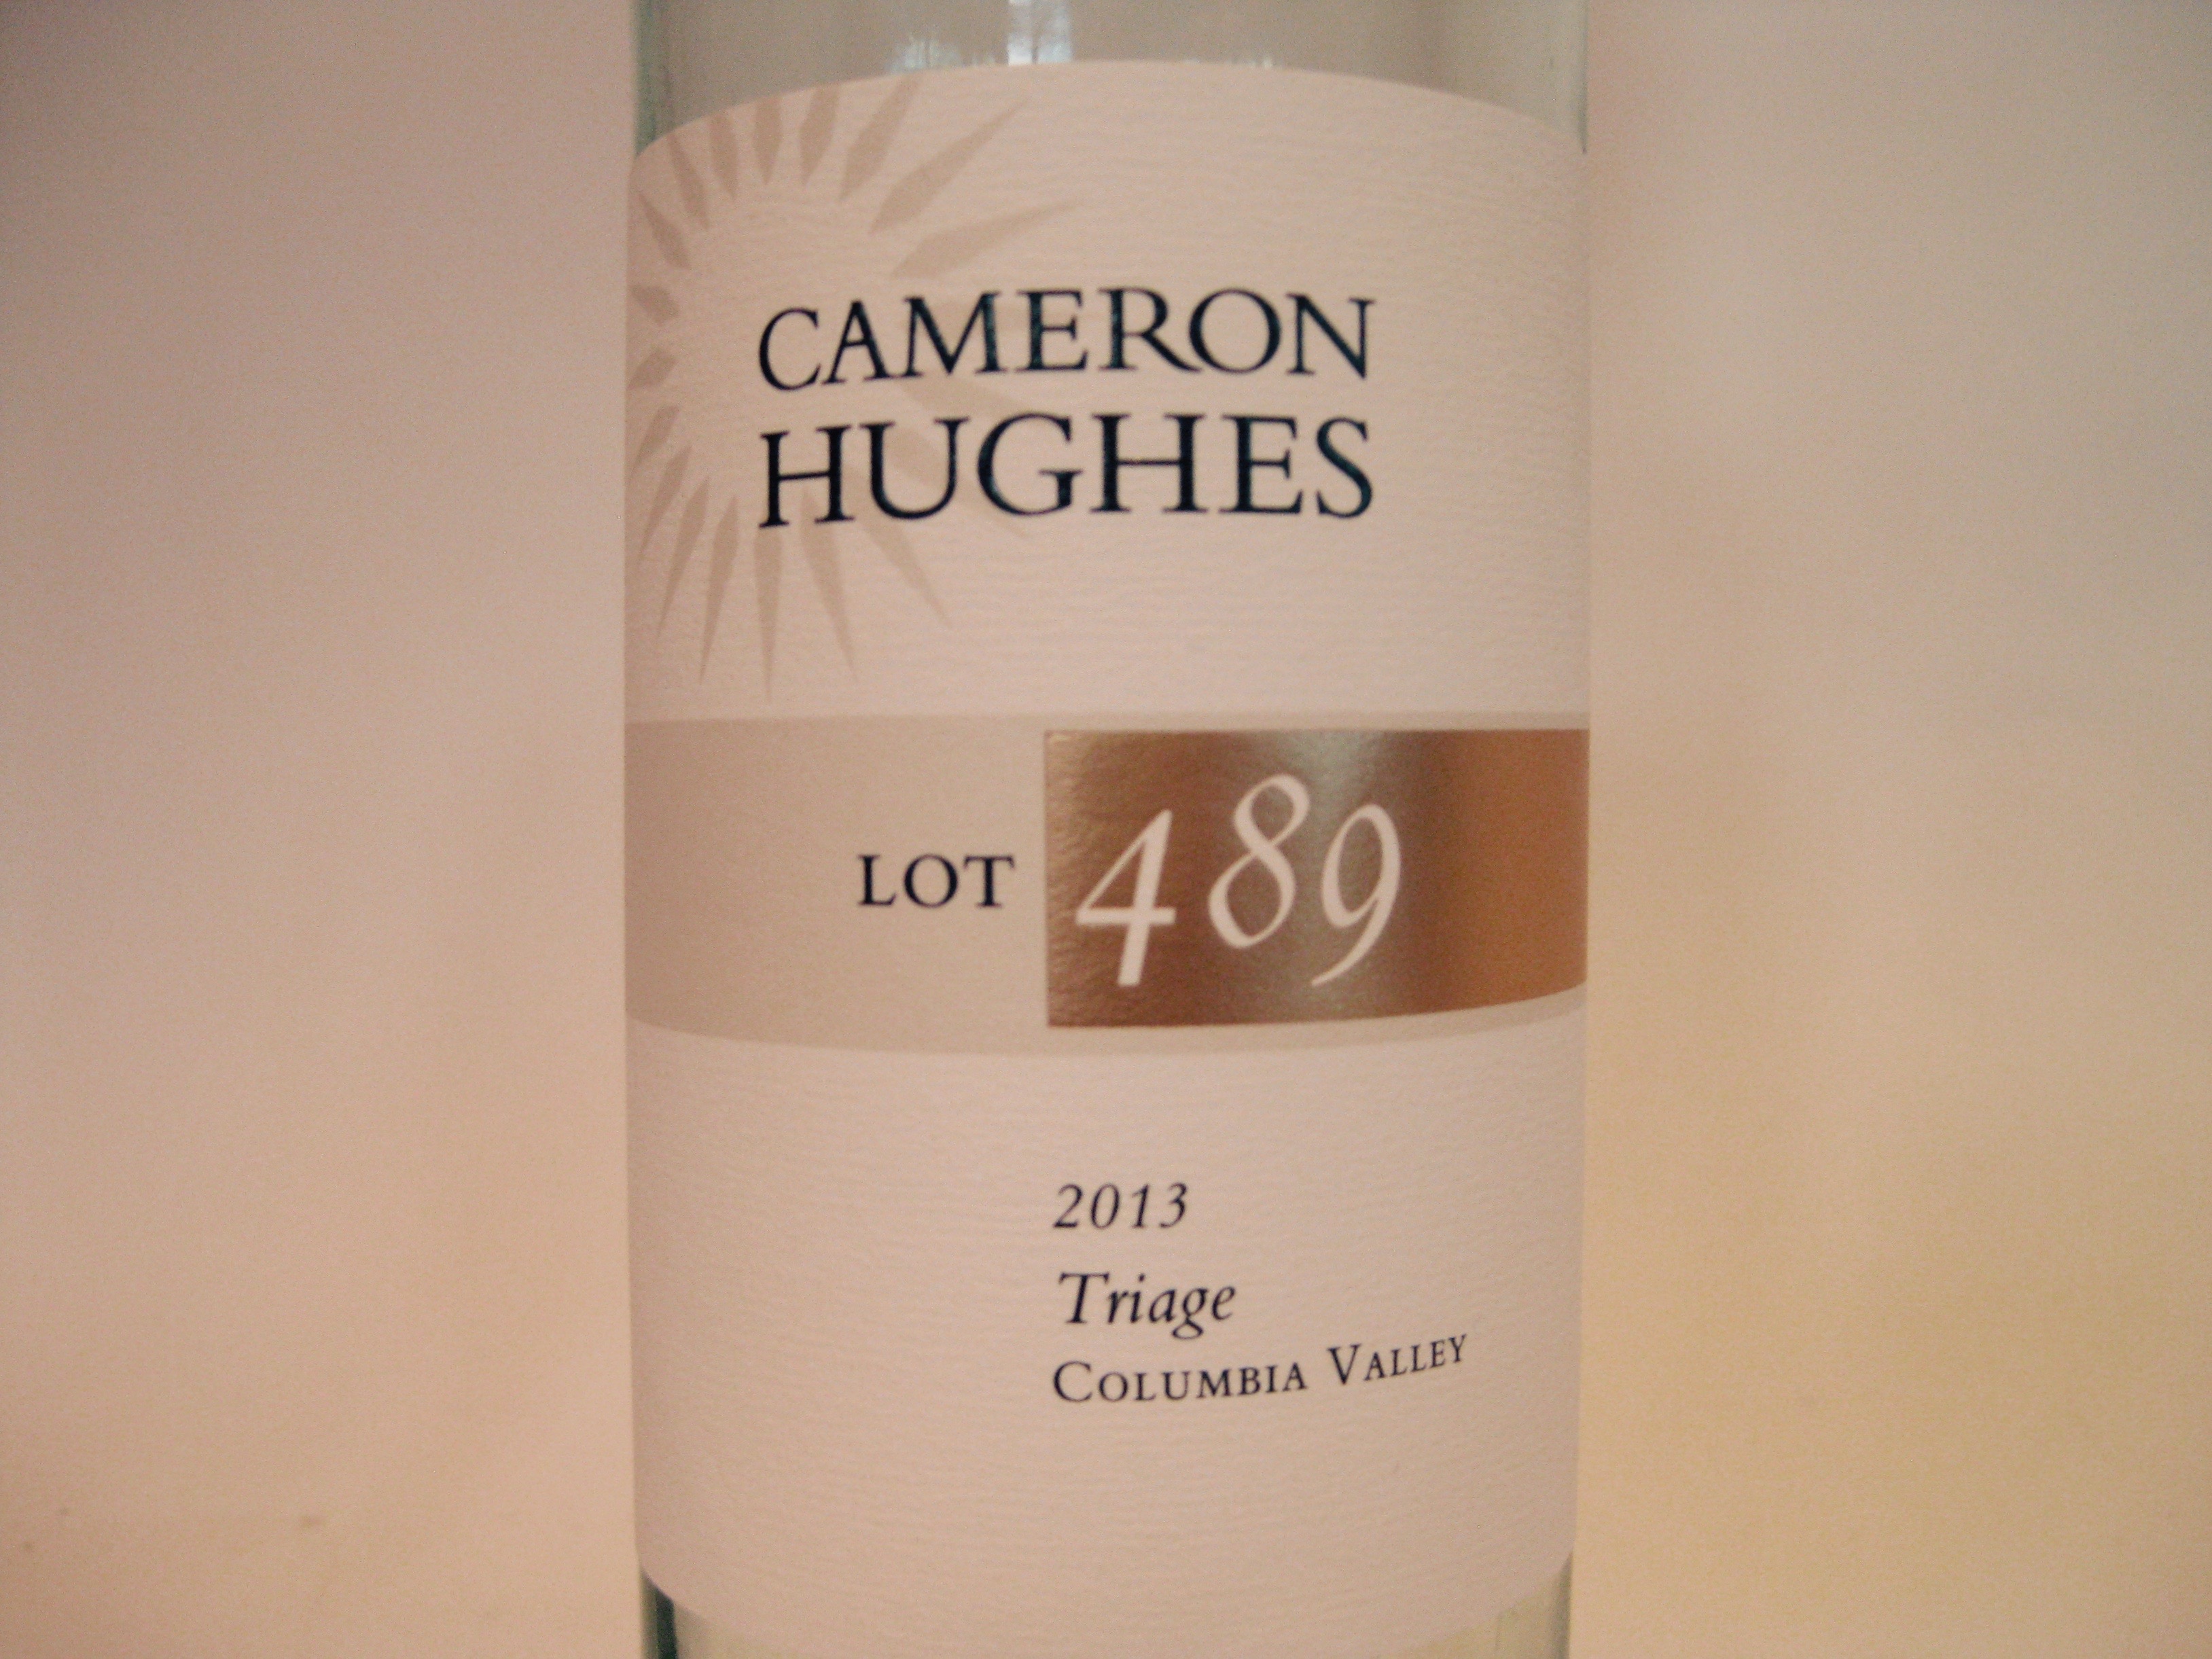 CAMERON
HUGHES
LOT 489
2013
Triage
COLUMBIA VALLEY